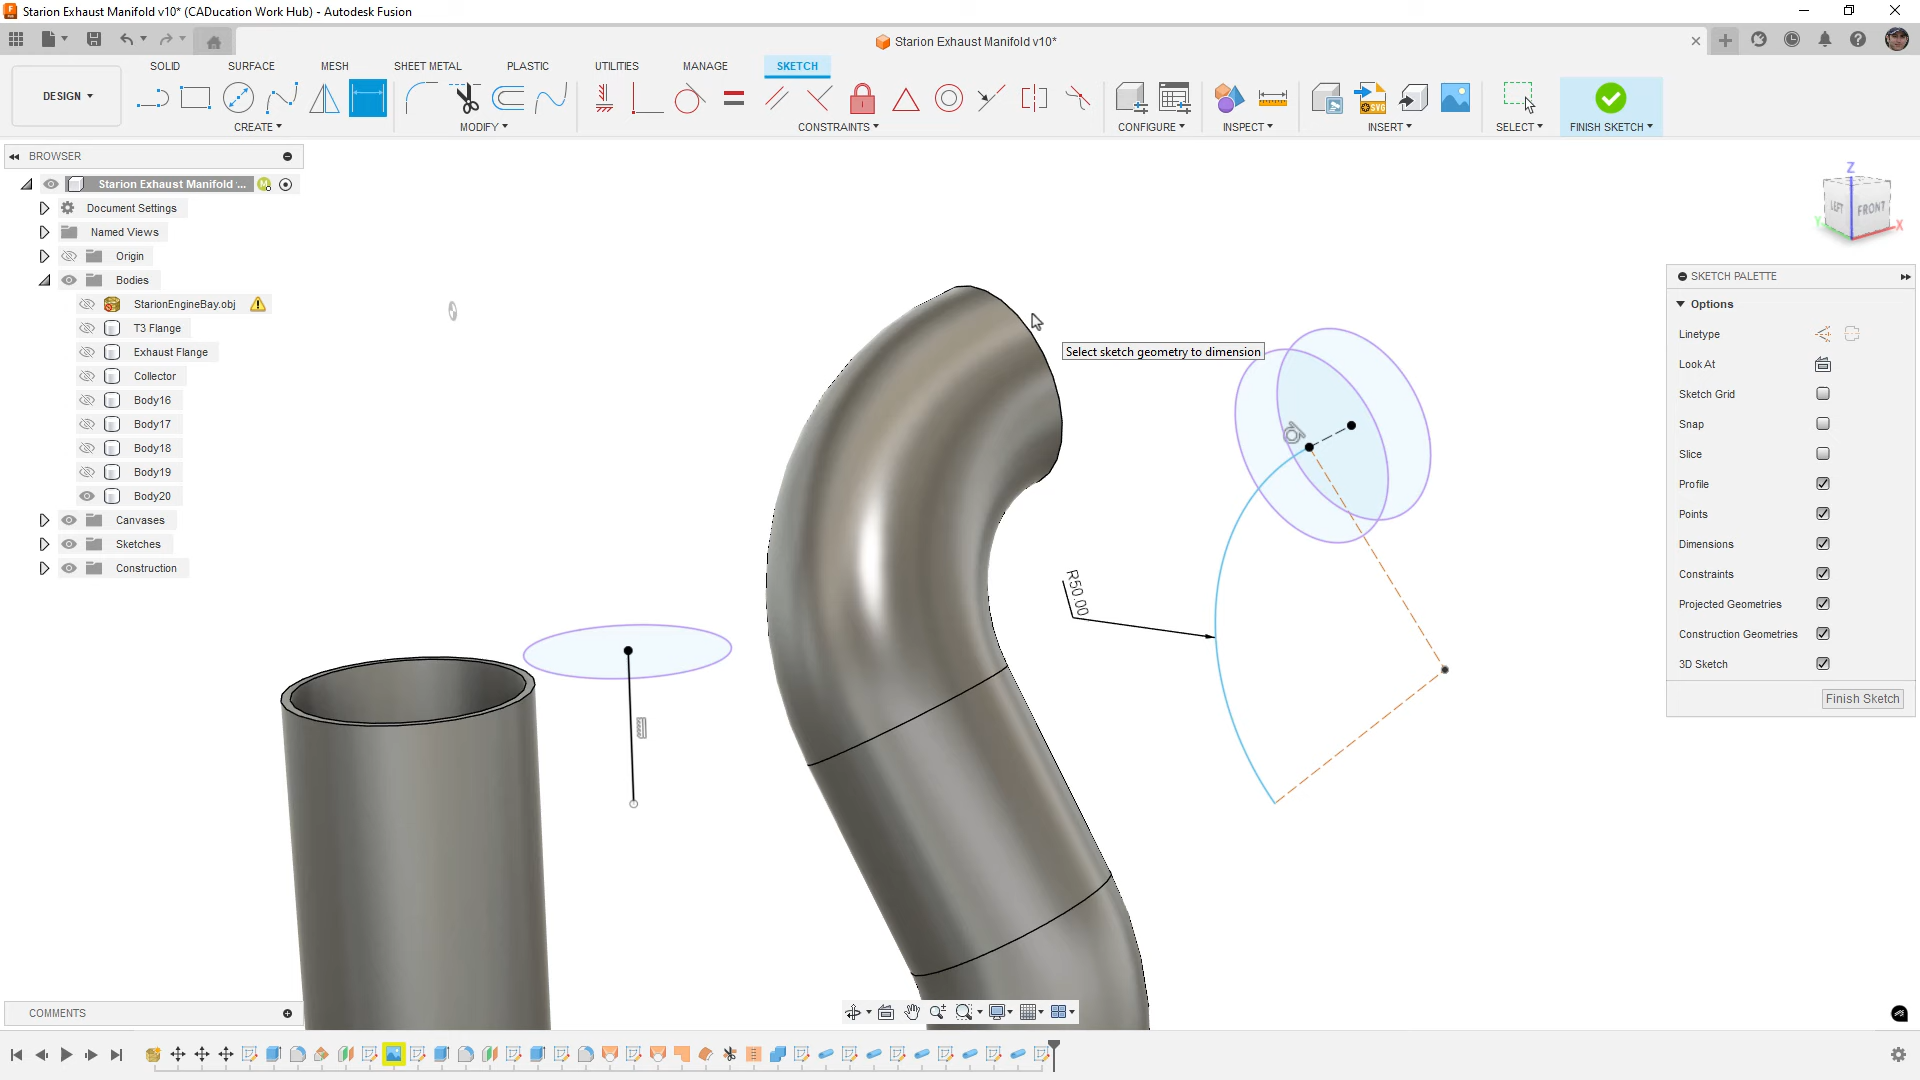 Starion Exhaust Manifold v10* (CADucation Work Hub) - Autodesk Fusion
Starion Exhaust Manifold v10*
SOLID SURFACE MESH SHEET METAL PLASTIC UTILITIES MANAGE SKETCH
DESIGN
CREATE MODIFY CONSTRAINTS CONFIGURE INSPECT INSERT SELECT FINISH SKETCH
BROWSER
Starion Exhaust Manifold '...
Document Settings
Named Views
Origin
Bodies
StarionEngineBay.obj
T3 Flange
Exhaust Flange
Collector
Body16
Body17
Body18
Body19
Body20
Canvases
Sketches
Construction
Select sketch geometry to dimension
R50.00
Z
LEFT FRONT
Y
X
SKETCH PALETTE
Options
Linetype
Look At
Sketch Grid
Snap
Slice
Profile
Points
Dimensions
Constraints
Projected Geometries
Construction Geometries
3D Sketch
Finish Sketch
COMMENTS